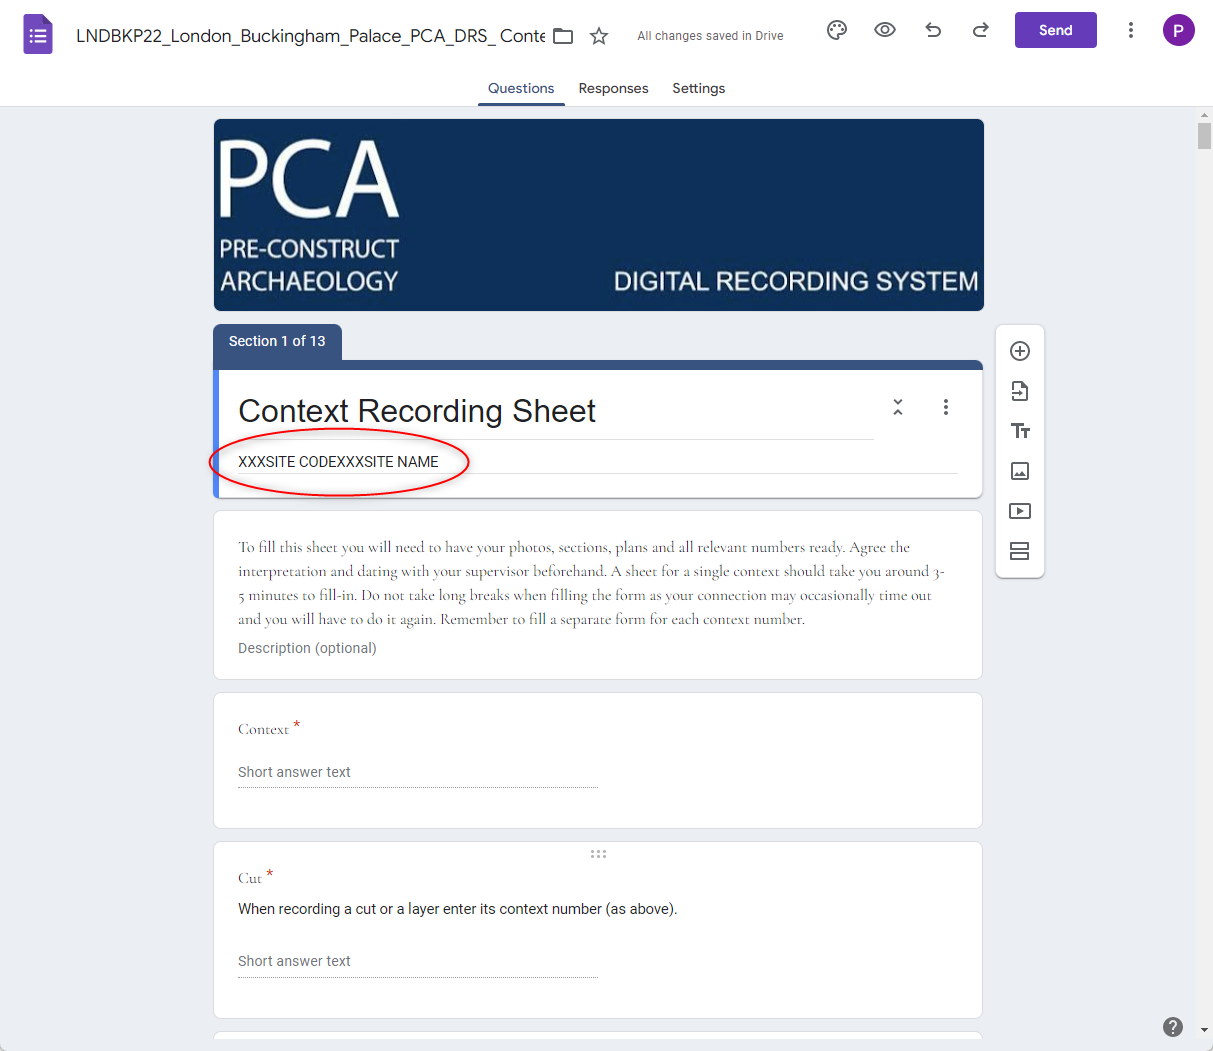 LNDBKP22_London_Buckingham_Palace_PCA_DRS_ Conte
All changes saved in Drive
Send
P
Questions Responses Settings
PCA
PRE-CONSTRUCT
ARCHAEOLOGY
DIGITAL RECORDING SYSTEM
Section 1 of 13
Context Recording Sheet
XXXSITE CODEXXXSITE NAME
To fill this sheet you will need to have your photos, sections, plans and all relevant numbers ready. Agree the
interpretation and dating with your supervisor beforehand. A sheet for a single context should take you around 3-
5 minutes to fill-in. Do not take long breaks when filling the form as your connection may occasionally time out
and you will have to do it again. Remember to fill a separate form for each context number.
Description (optional)
Context *
Short answer text
Cut *
When recording a cut or a layer enter its context number (as above).
Short answer text